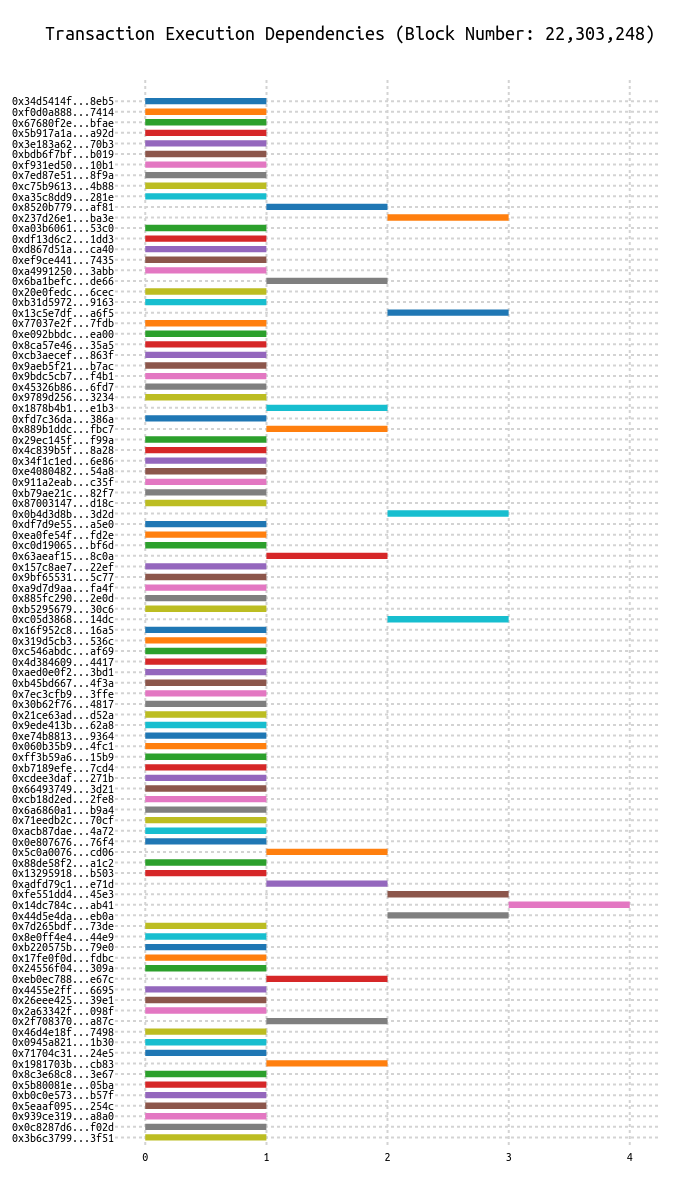 Transaction Execution Dependencies (Block Number: 22,303,248)
0x34d5414f...8eb5
0xf0d0a888...7414
0x67680f2e...bfae
0x5b917a1a...a92d
0x3e183a62...70b3
0xbdb6f7bf...b019
0xf931ed50...10b1
0x7ed87e51...8f9a
0xc75b9613...4b88
0xa35c8dd9...281e
0x8520b779...af81
0x237d26e1...ba3e
0xa03b6061...53c0
0xdf13d6c2...1dd3
0xd867d51a...ca40
0xef9ce441...7435
0xa4991250...3abb
0x6ba1befc...de66
0x20e0fedc...6cec
0xb31d5972...9163
0x13c5e7df...a6f5
0x77037e2f...7fdb
0xe092bbdc...ea00
0x8ca57e46...35a5
0xcb3aecef...863f
0x9aeb5f21...b7ac
0x9bdc5cb7...f4b1
0x45326b86...6fd7
0x9789d256...3234
0x1878b4b1...e1b3
0xfd7c36da...386a
0x889b1ddc...fbc7
0x29ec145f...f99a
0x4c839b5f...8a28
0x34f1c1ed...6e86
0xe4080482...54a8
0x911a2eab...c35f
0xb79ae21c...82f7
0x87003147...d18c
0x0b4d3d8b...3d2d
0xdf7d9e55...a5e0
0xea0fe54f...fd2e
0xc0d19065...bf6d
0x63aeaf15...8c0a
0x157c8ae7...22ef
0x9bf65531...5c77
0xa9d7d9aa...fa4f
0x885fc290...2e0d
0xb5295679...30c6
0xc05d3868...14dc
0x16f952c8...16a5
0x319d5cb3...536c
0xc546abdc...af69
0x4d384609...4417
0xaed0e0f2...3bd1
0xb45bd667...4f3a
0x7ec3cfb9...3ffe
0x30b62f76...4817
0x21ce63ad...d52a
0x9ede413b...62a8
0xe74b8813...9364
0x060b35b9...4fc1
0xff3b59a6...15b9
0xb7189efe...7cd4
0xcdee3daf...271b
0x66493749...3d21
0xcb18d2ed...2fe8
0x6a6860a1...b9a4
0x71eedb2c...70cf
0xacb87dae...4a72
0x0e807676...76f4
0x5c0a0076...cd06
0x88de58f2...a1c2
0x13295918...b503
0xadfd79c1...e71d
0xfe551dd4...45e3
0x14dc784c...ab41
0x44d5e4da...eb0a
0x7d265bdf...73de
0x8e0ff4e4...44e9
0xb220575b...79e0
0x17fe0f0d...fdbc
0x24556f04...309a
0xeb0ec788...e67c
0x4455e2ff...6695
0x26eee425...39e1
0x2a63342f...098f
0x2f708370...a87c
0x46d4e18f...7498
0x0945a821...1b30
0x71704c31...24e5
0x1981703b...cb83
0x8c3e68c8...3e67
0x5b80081e...05ba
0xb0c0e573...b57f
0x5eaaf095...254c
0x939ce319...a8a0
0x0c8287d6...f02d
0x3b6c3799...3f51
0 1 2 3 4